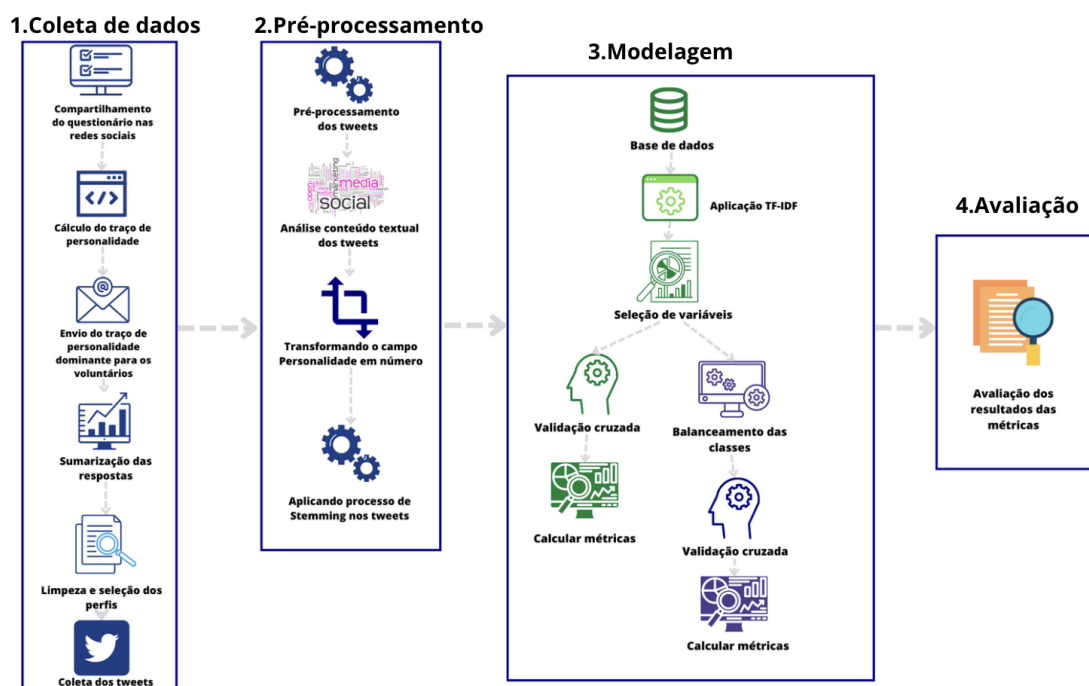 1.Coleta de dados
Compartilhamento
do questionário nas
redes sociais
Cálculo do traço de
personalidade
Envio do traço de
personalidade
dominante para os
voluntários
Sumarização das
respostas
Limpeza e seleção dos
perfis
Coleta dos tweets
2.Pré-processamento
Pré-processamento
dos tweets
open
marketing
media
social
Análise conteúdo textual
dos tweets
Transformando o campo
Personalidade em número
Aplicando processo de
Stemming nos tweets
3.Modelagem
Base de dados
Aplicação TF-IDF
Seleção de variáveis
Validação cruzada
Calcular métricas
Balanceamento das
classes
Validação cruzada
Calcular métricas
4.Avaliação
Avaliação dos
resultados das
métricas